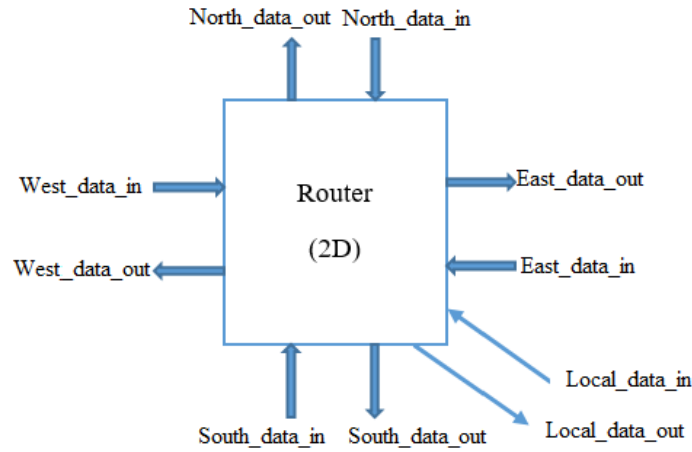 North_data_out
North_data_in
West_data_in
East_data_out
Router
(2D)
West_data_out
East_data_in
Local_data_in
South_data_in
South_data_out
Local_data_out